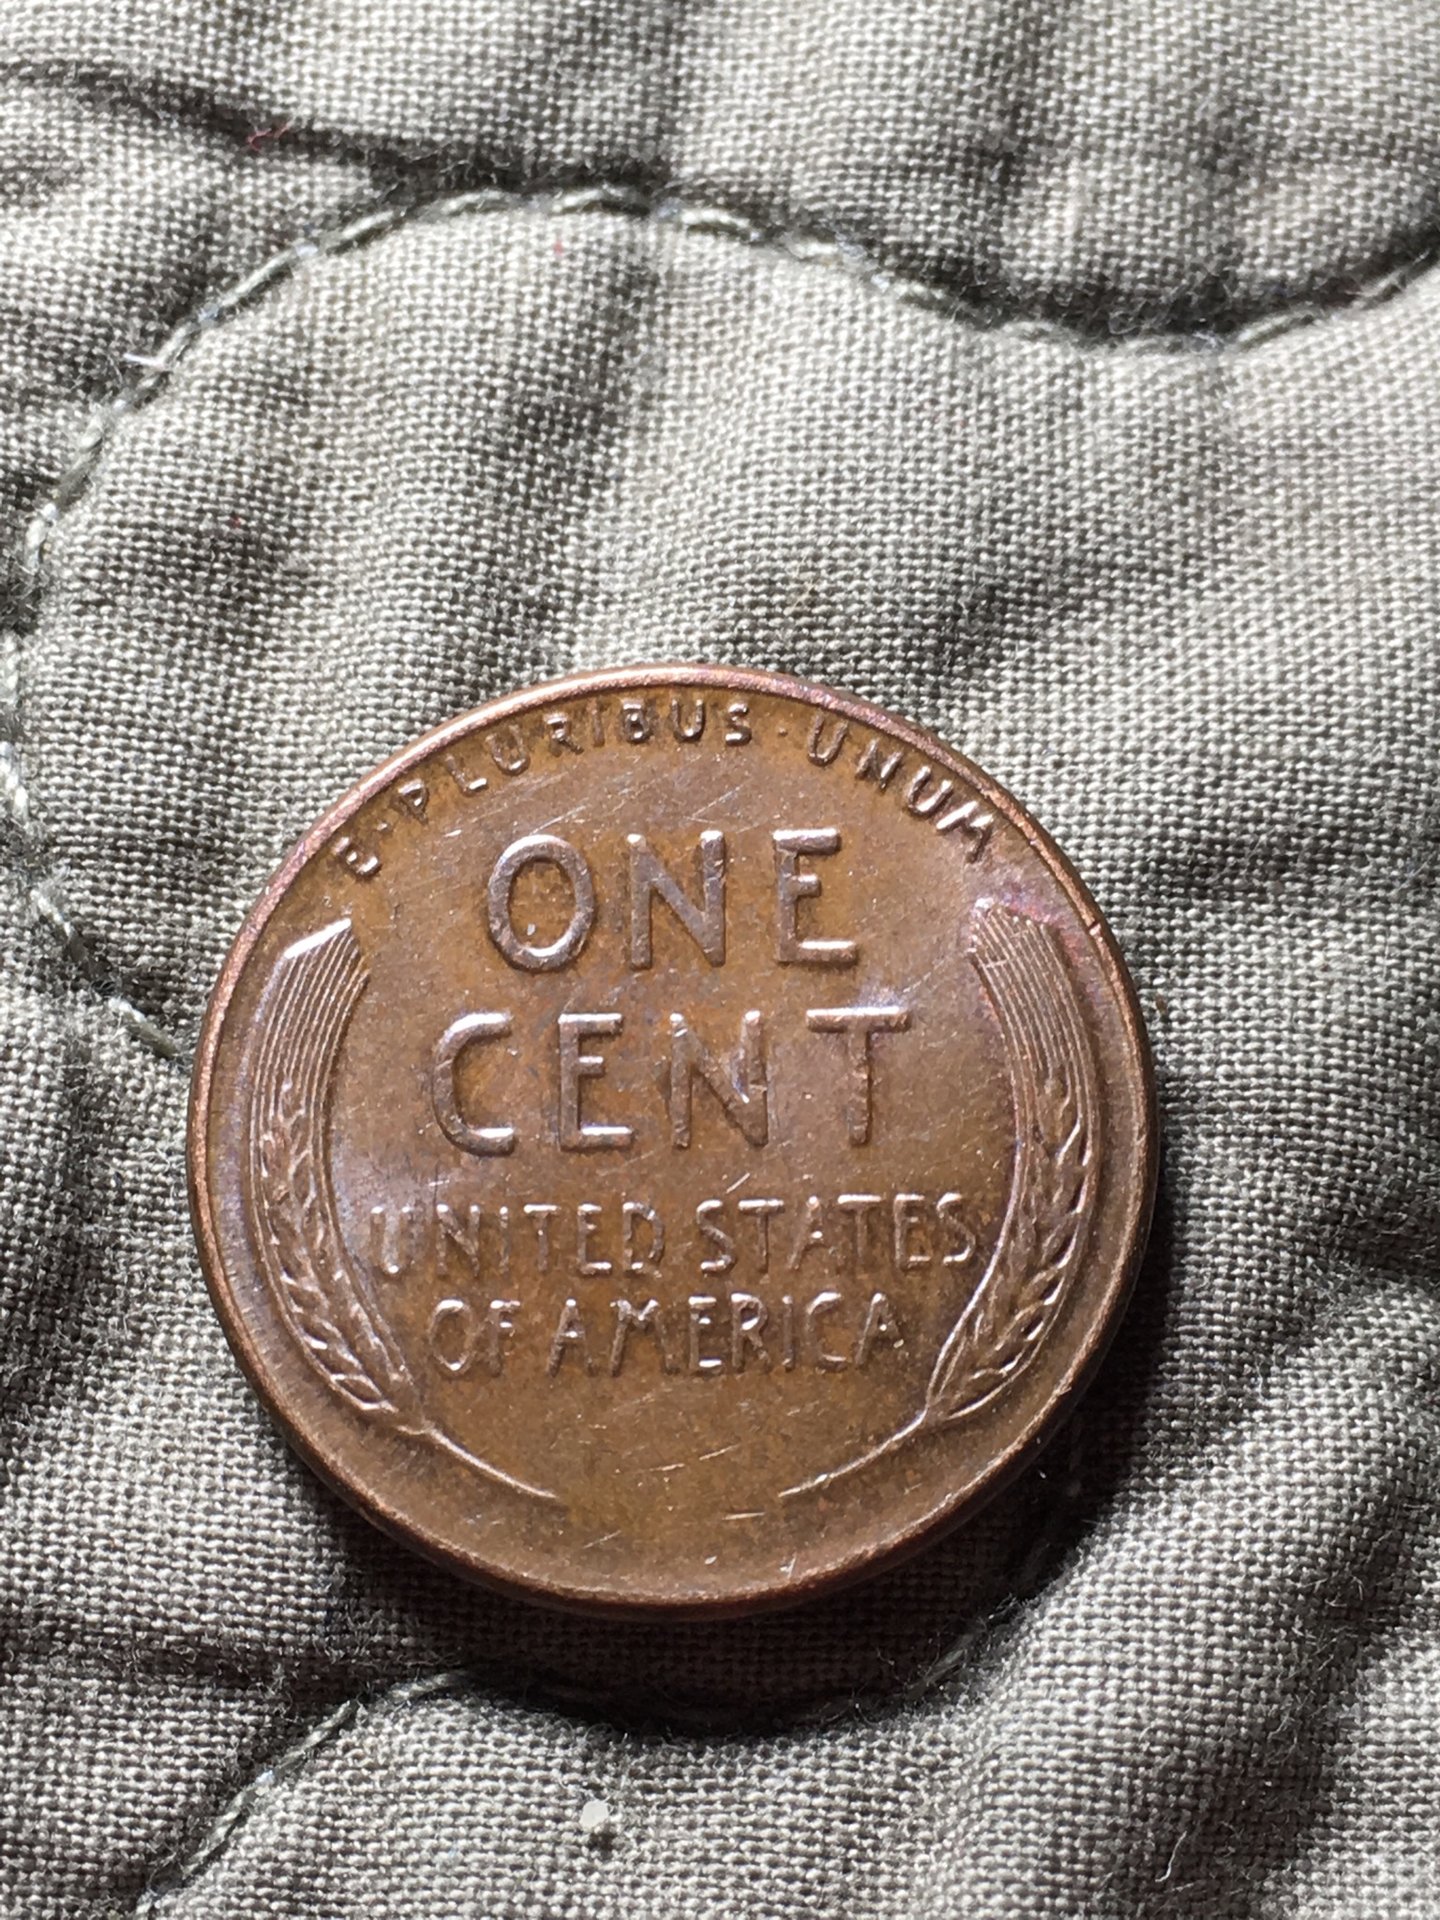 E · PLURIBUS · UNUM
ONE
CENT
UNITED STATES
OF AMERICA